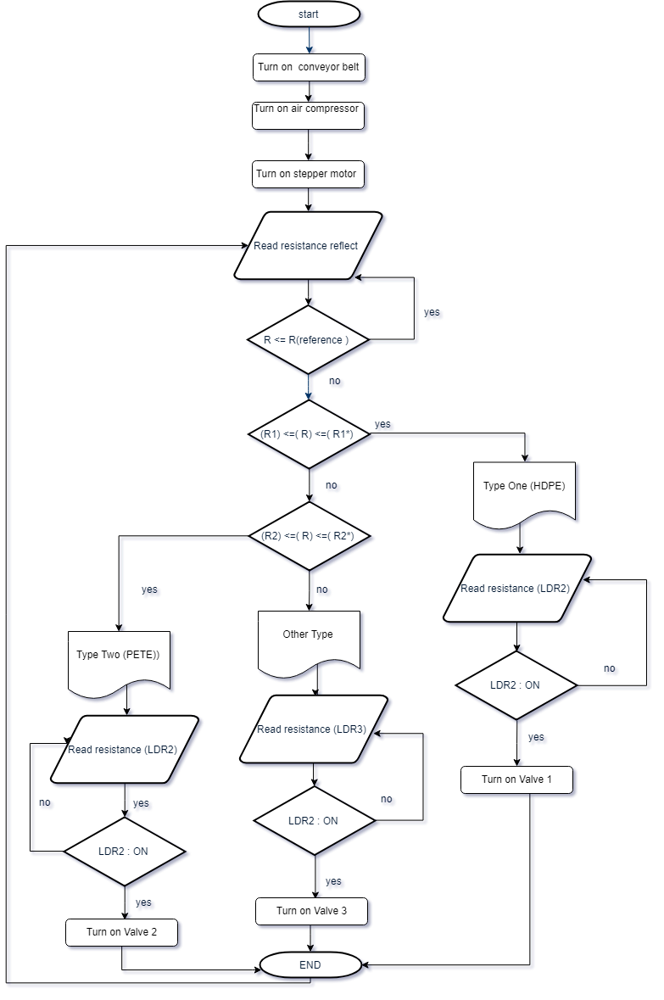 start
Turn on  conveyor belt
Turn on air compressor
Turn on stepper motor
Read resistance reflect
yes
R <= R(reference )
no
yes
(R1) <=( R) <=( R1*)
no
Type One (HDPE)
(R2) <=( R) <=( R2*)
yes
no
Read resistance (LDR2)
Other Type
Type Two (PETE))
no
LDR2 : ON
Read resistance (LDR3)
yes
Read resistance (LDR2)
Turn on Valve 1
no
no
yes
LDR2 : ON
LDR2 : ON
yes
yes
Turn on Valve 3
Turn on Valve 2
END